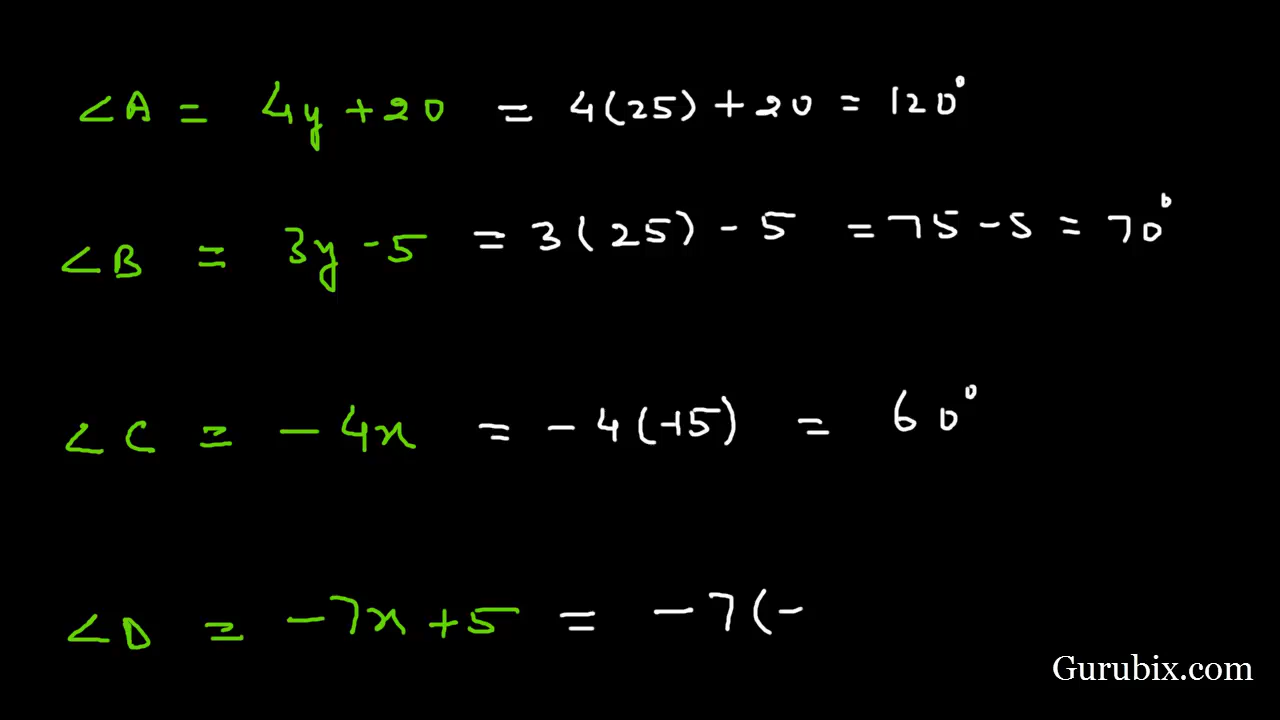 ∠A = 4y + 20 = 4(25) + 20 = 120°
∠B = 3y - 5 = 3(25) - 5 = 75 - 5 = 70°
∠C = - 4x = - 4(-15) = 60°
∠D = - 7x + 5 = - 7(-
Gurubix.com